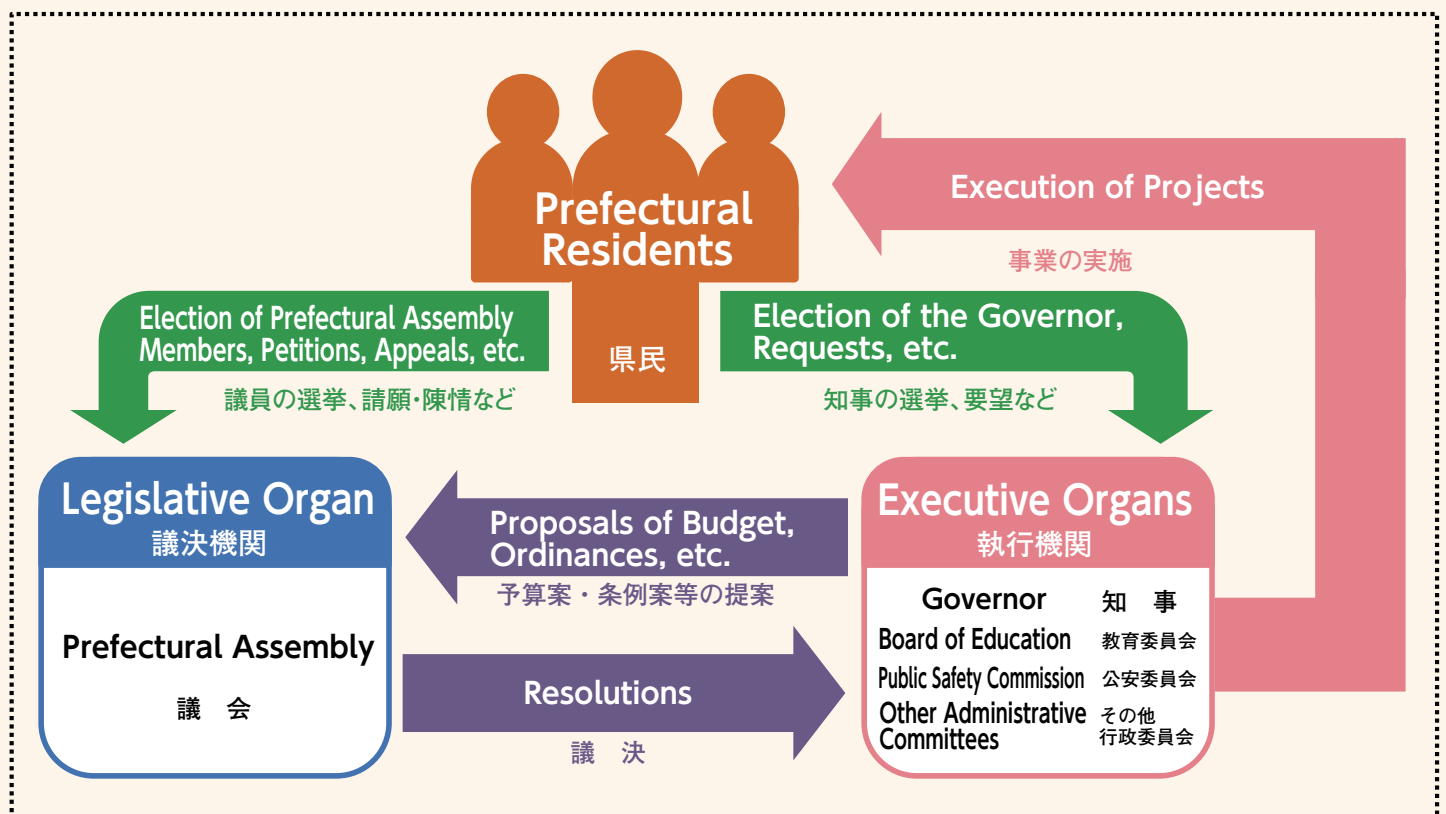 Prefectural
Residents
県民
Execution of Projects
事業の実施
Election of Prefectural Assembly
Members, Petitions, Appeals, etc.
議員の選挙、請願・陳情など
Election of the Governor,
Requests, etc.
知事の選挙、要望など
Legislative Organ
議決機関
Prefectural Assembly
議 会
Proposals of Budget,
Ordinances, etc.
予算案・条例案等の提案
Resolutions
議 決
Executive Organs
執行機関
Governor 知 事
Board of Education 教育委員会
Public Safety Commission 公安委員会
Other Administrative その他
Committees 行政委員会